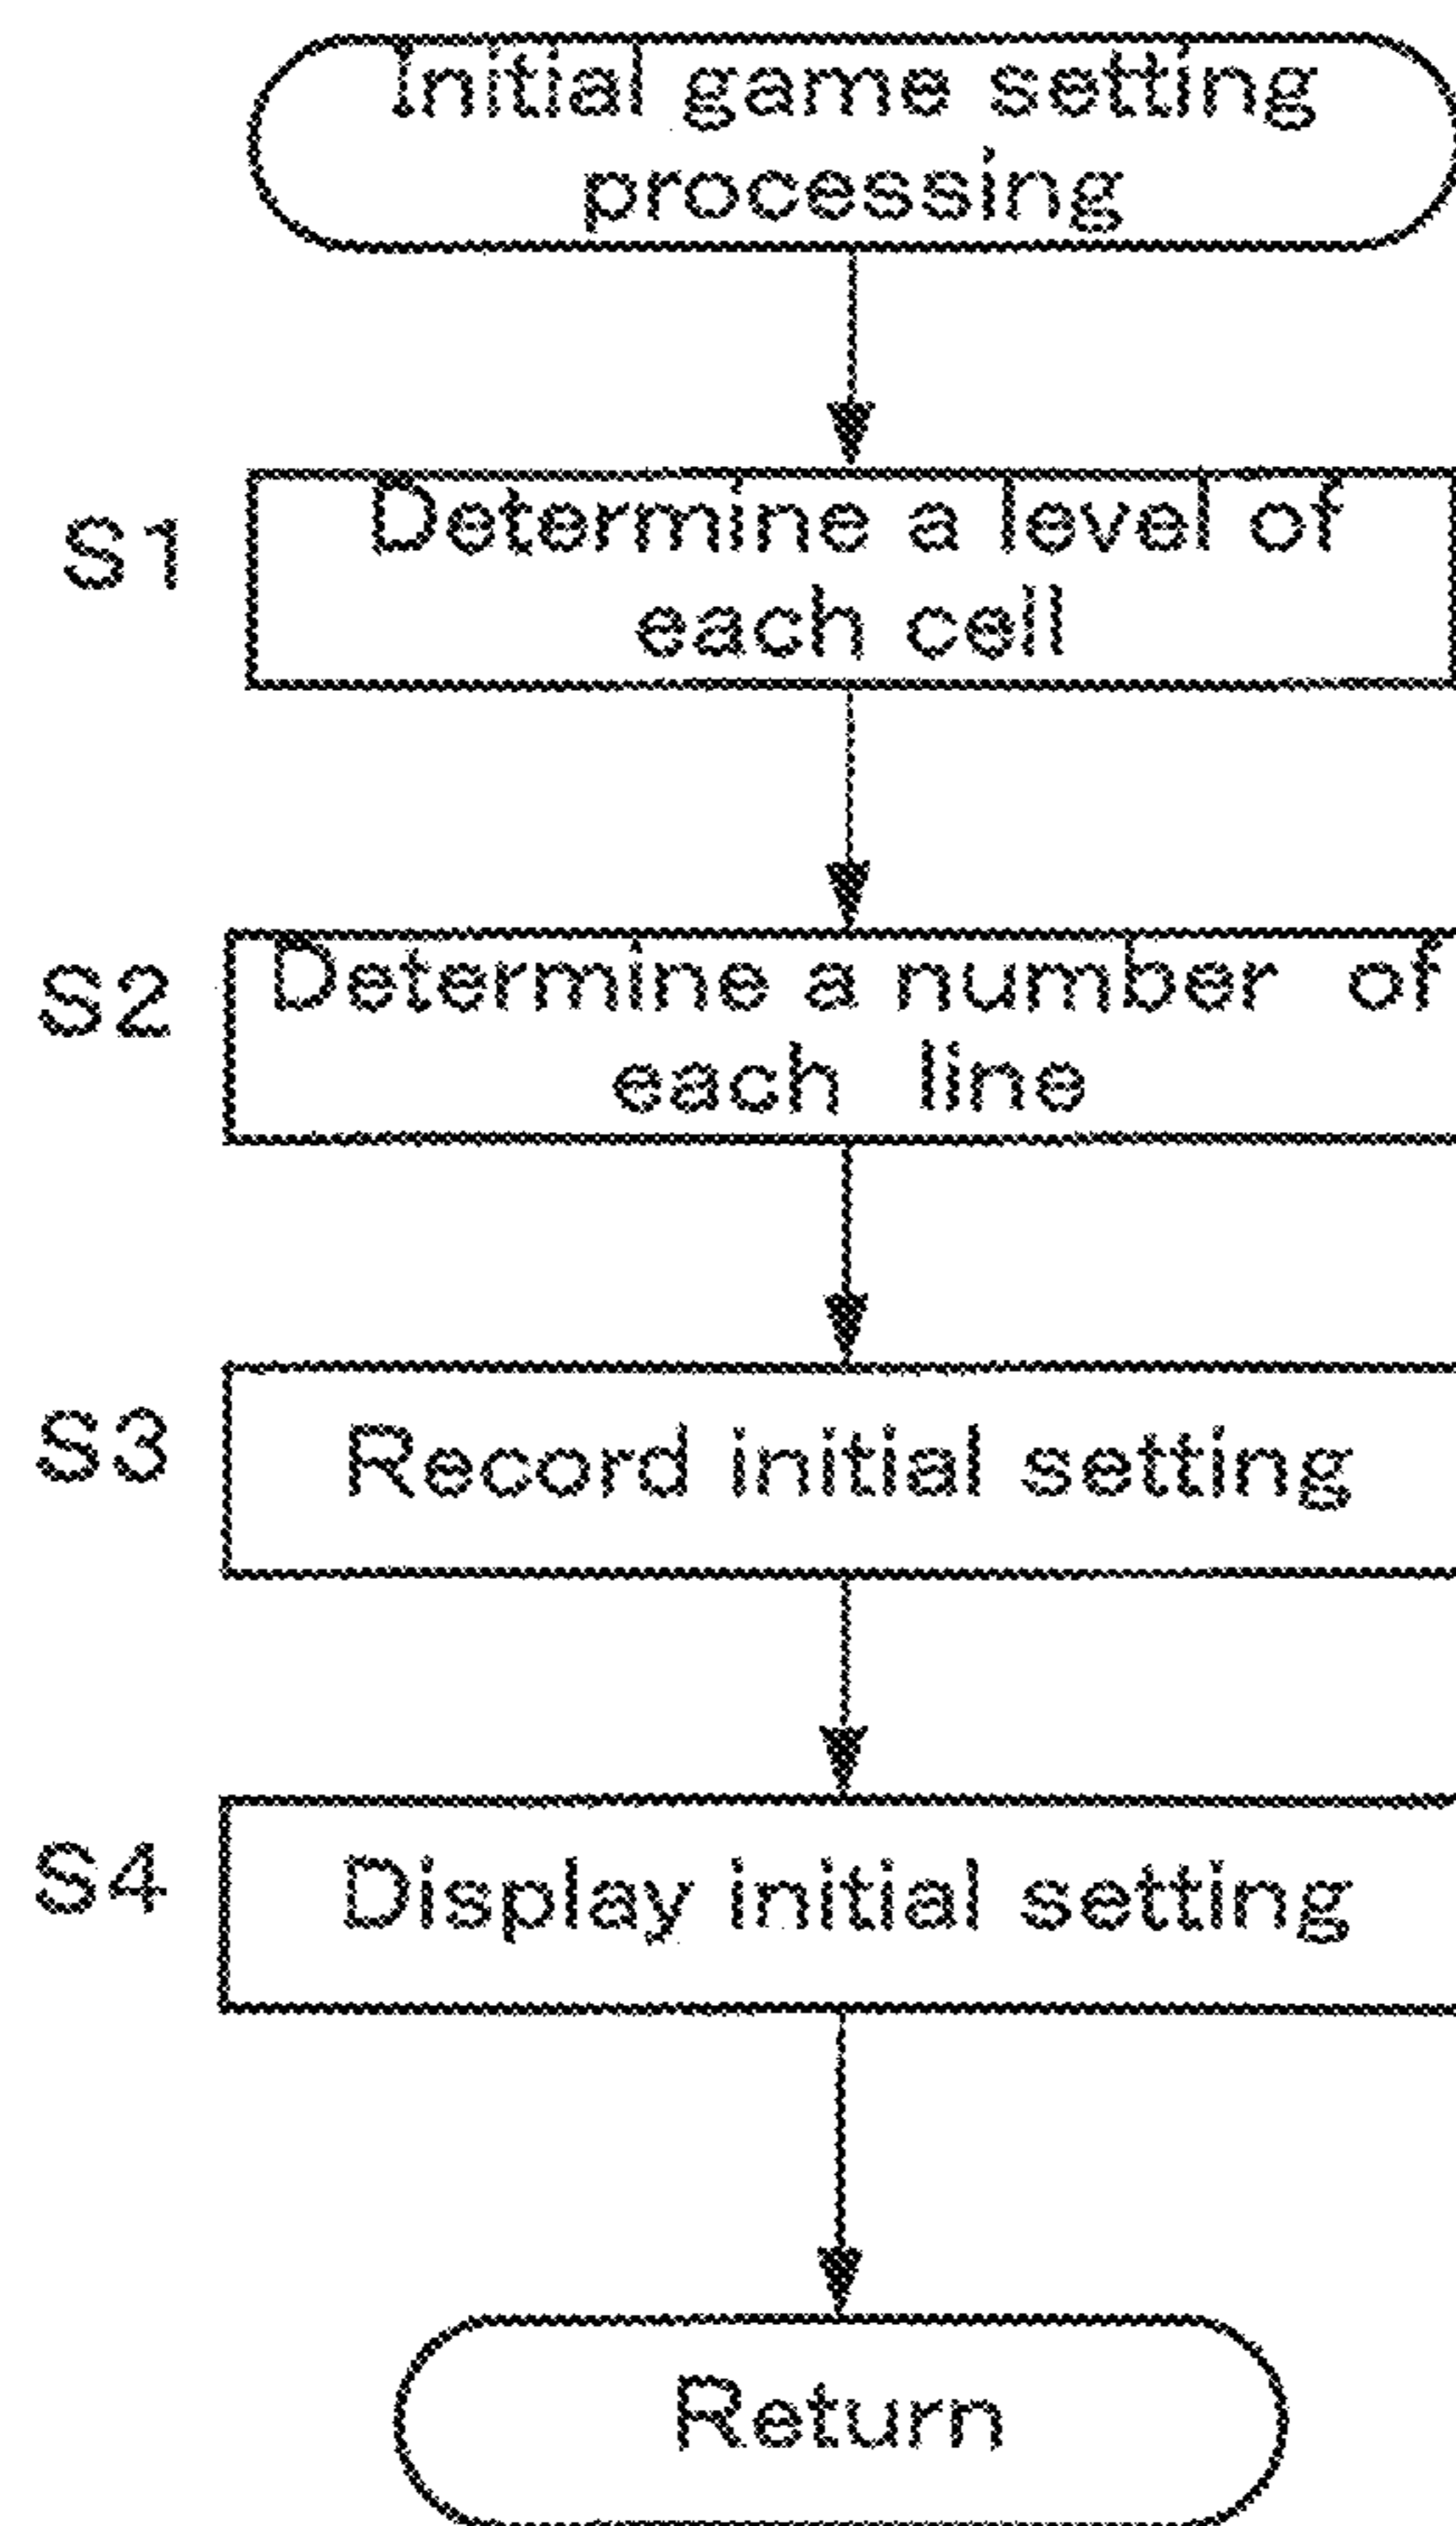 Initial game setting
processing
S1
Determine a level of
each cell
S2
Determine a number of
each line
S3
Record initial setting
S4
Display initial setting
Return